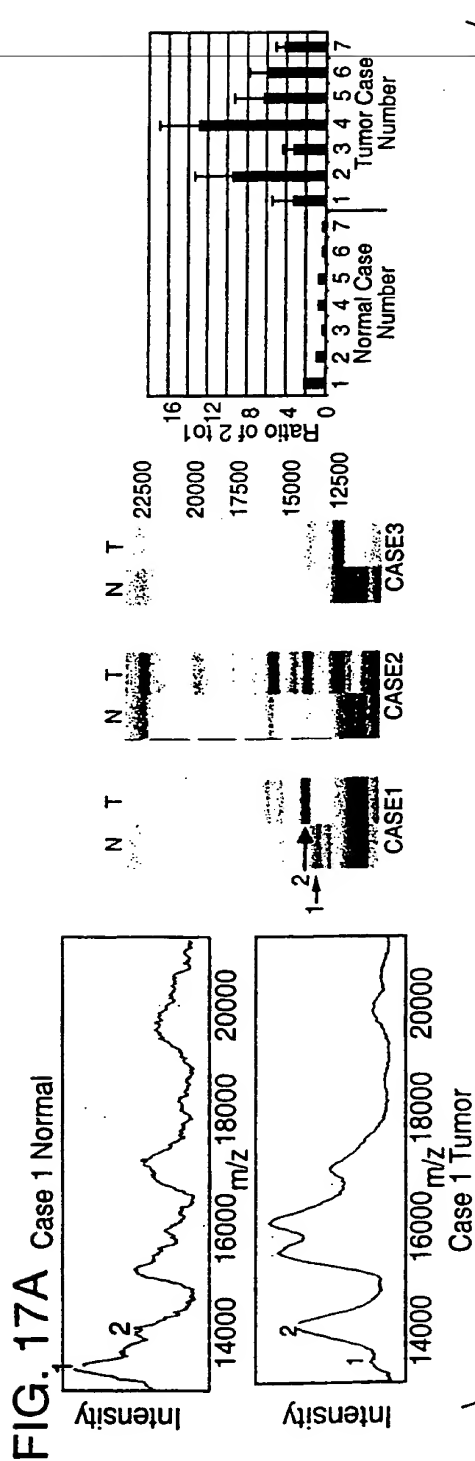 FIG. 17A
Case 1 Normal
Intensity
1
2
14000 16000 18000 20000
m/z
Intensity
1
2
14000 16000 18000 20000
m/z
Case 1 Tumor
N T
N T
N T
22500
20000
17500
15000
12500
2
1
CASE1
CASE2
CASE3
Ratio of 2 to1
16
12
8
4
0
1 2 3 4 5 6 7 1 2 3 4 5 6 7
Normal Case
Number
Tumor Case
Number